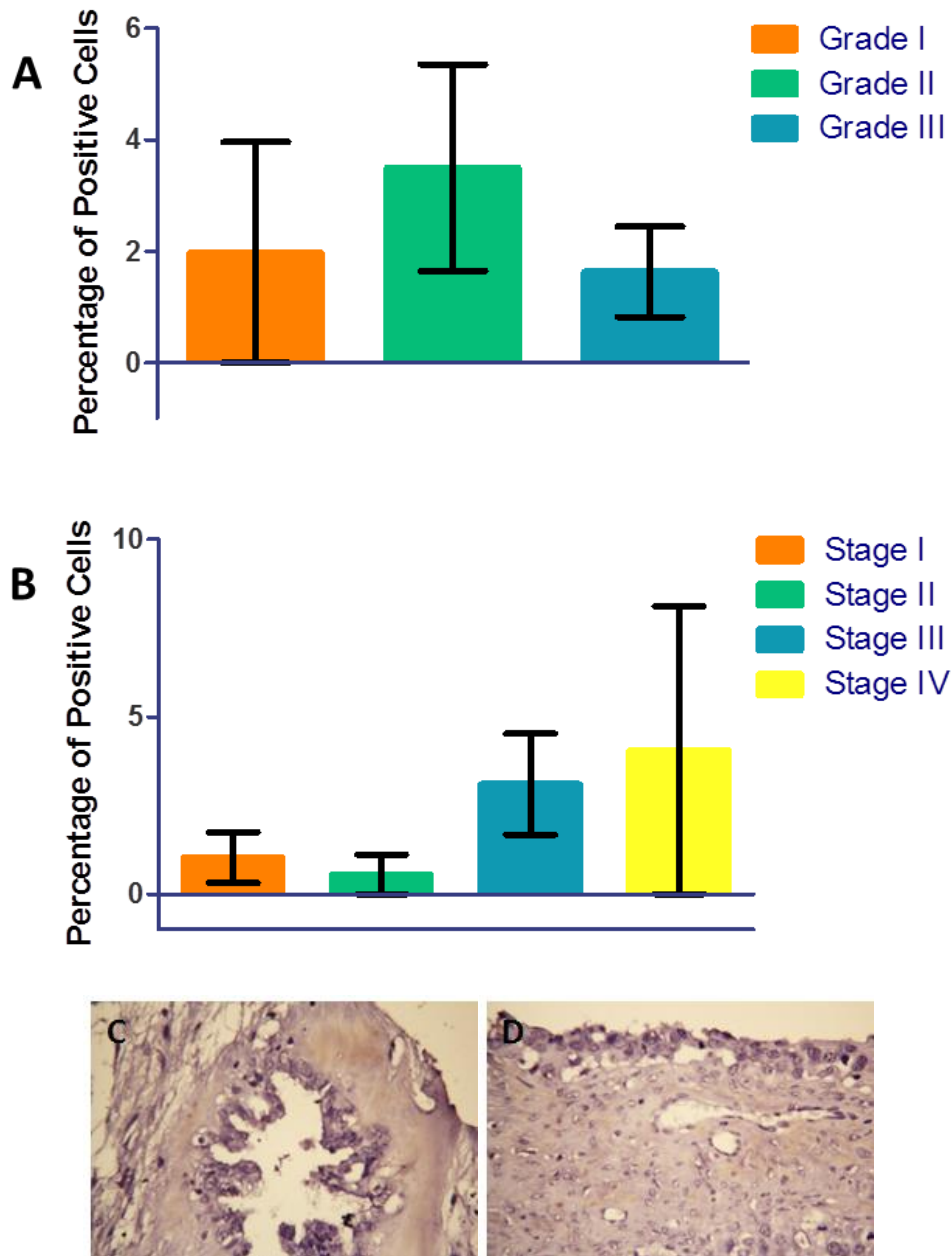 A
Percentage of Positive Cells
6
4
2
0
Grade I
Grade II
Grade III
B
Percentage of Positive Cells
10
5
0
Stage I
Stage II
Stage III
Stage IV
C
D